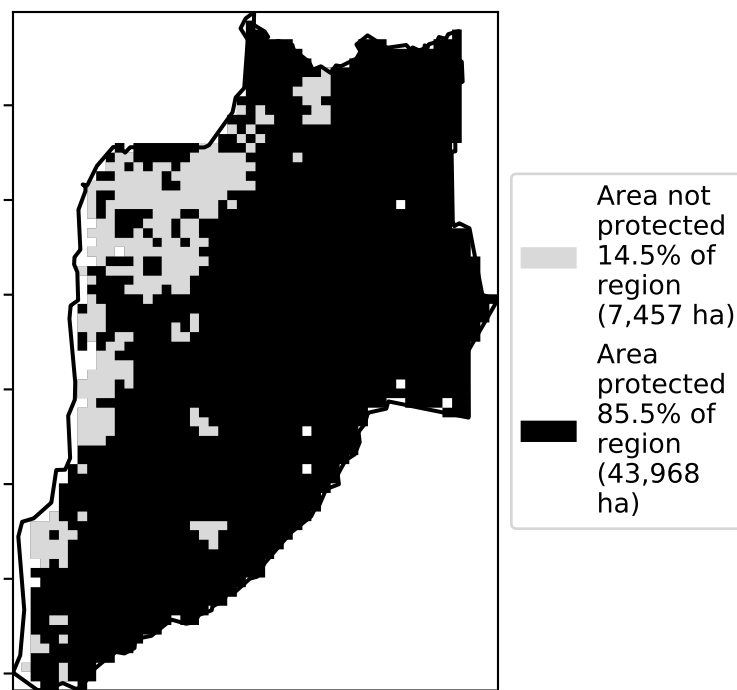 Area not
protected
14.5% of
region
(7,457 ha)
Area
protected
85.5% of
region
(43,968
ha)